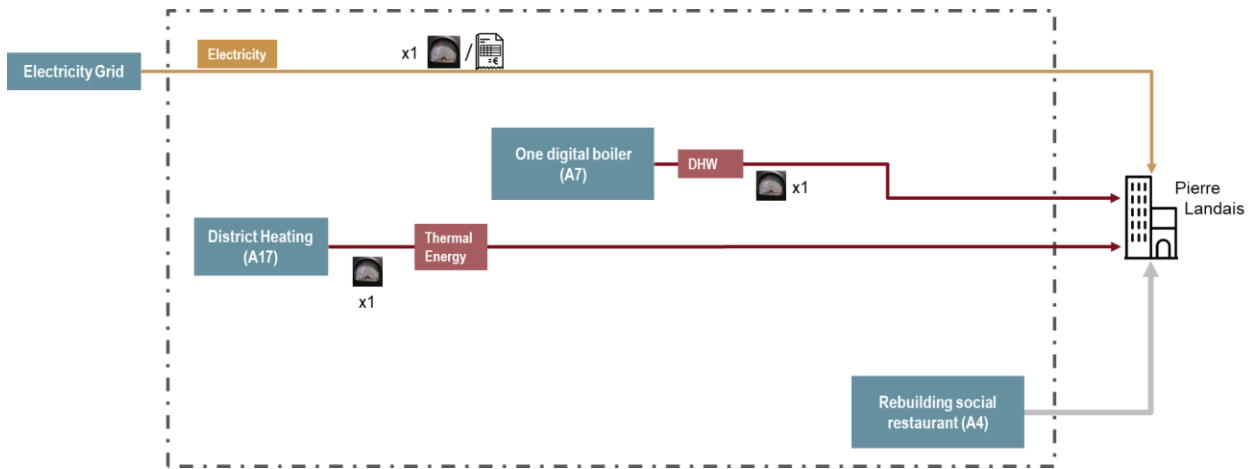 Electricity Grid
Electricity
x1 /
=€
One digital boiler
(A7)
DHW
x1
Pierre
Landais
District Heating
(A17)
Thermal
Energy
x1
Rebuilding social
restaurant (A4)